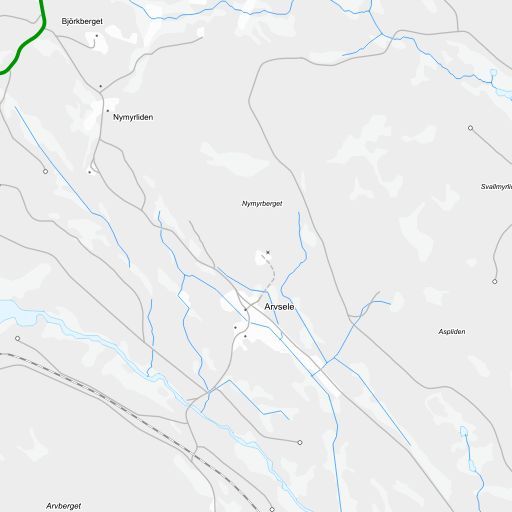 Björkberget
Nymyrliden
Svallmyrli
Nymyrberget
Arvsele
Aspliden
Arvberget